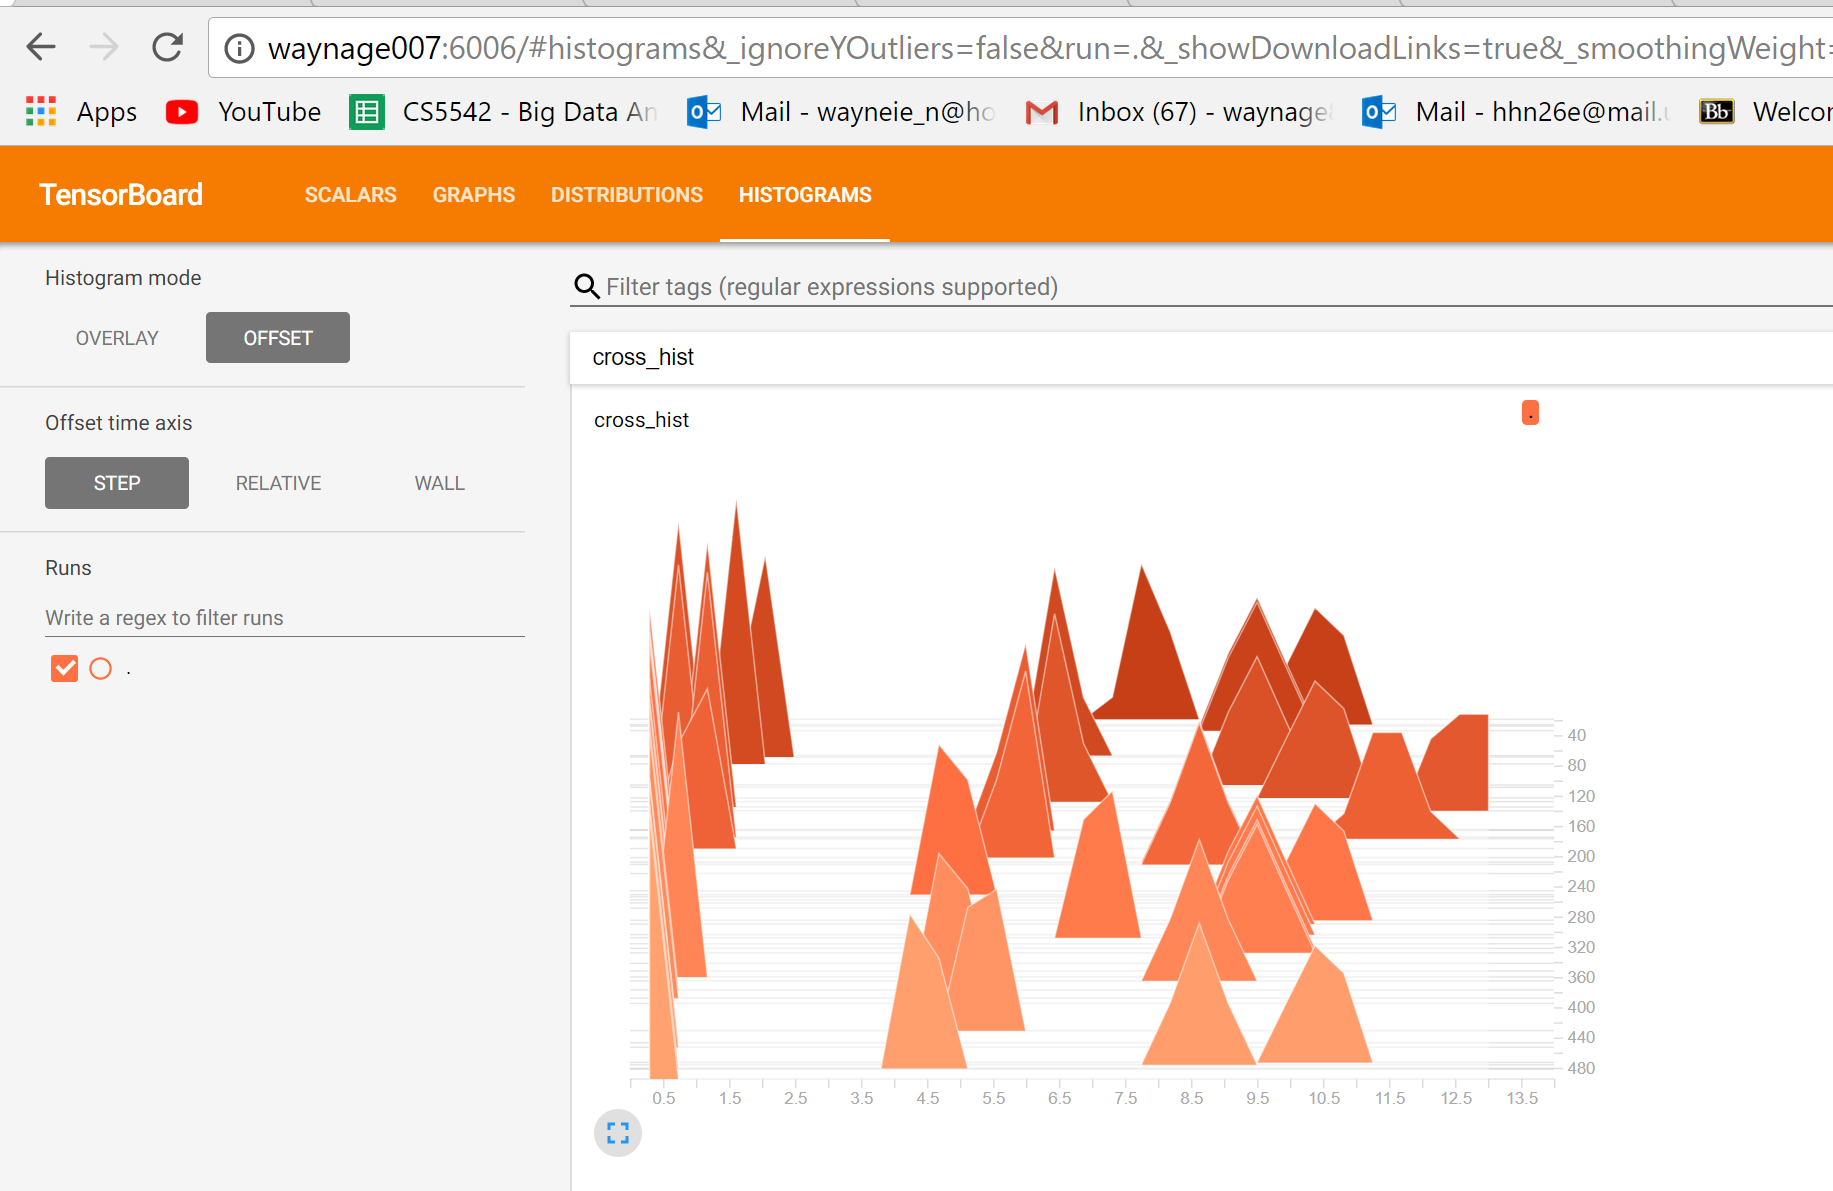 waynage007:6006/#histograms&_ignoreYOutliers=false&run=.&_showDownloadLinks=true&_smoothingWeight=
Apps YouTube CS5542 - Big Data An Mail - wayneie_n@ho Inbox (67) - waynage8 Mail - hhn26e@mail.u Bb Welcor
TensorBoard SCALARS GRAPHS DISTRIBUTIONS HISTOGRAMS
Histogram mode
OVERLAY OFFSET
Offset time axis
STEP RELATIVE WALL
Runs
Write a regex to filter runs
.
Filter tags (regular expressions supported)
cross_hist
cross_hist
.
40
80
120
160
200
240
280
320
360
400
440
480
0.5 1.5 2.5 3.5 4.5 5.5 6.5 7.5 8.5 9.5 10.5 11.5 12.5 13.5